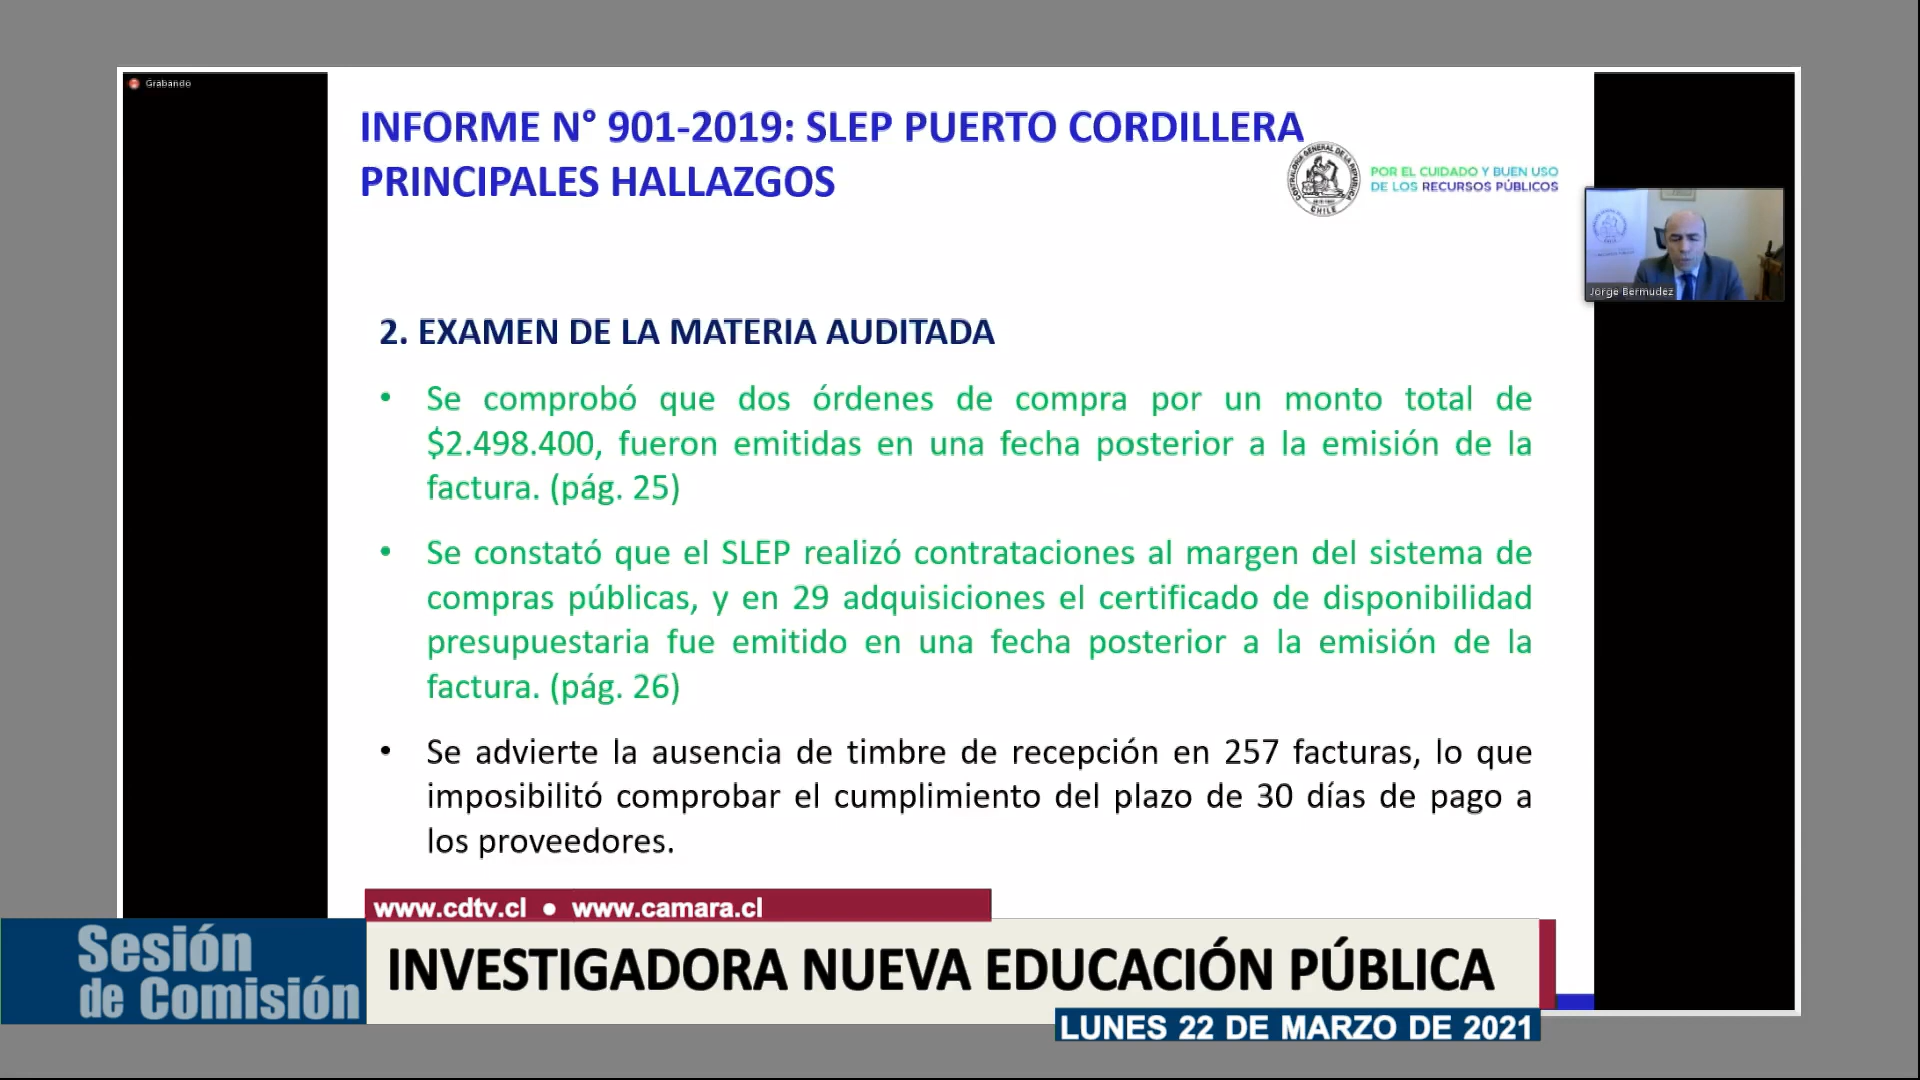 Grabando
INFORME N° 901-2019: SLEP PUERTO CORDILLERA
PRINCIPALES HALLAZGOS
CONTRALORÍA GENERAL DE LA REPÚBLICA
CHILE
POR EL CUIDADO Y BUEN USO
DE LOS RECURSOS PÚBLICOS
Jorge Bermudez
2. EXAMEN DE LA MATERIA AUDITADA
• Se comprobó que dos órdenes de compra por un monto total de
$2.498.400, fueron emitidas en una fecha posterior a la emisión de la
factura. (pág. 25)
• Se constató que el SLEP realizó contrataciones al margen del sistema de
compras públicas, y en 29 adquisiciones el certificado de disponibilidad
presupuestaria fue emitido en una fecha posterior a la emisión de la
factura. (pág. 26)
• Se advierte la ausencia de timbre de recepción en 257 facturas, lo que
imposibilitó comprobar el cumplimiento del plazo de 30 días de pago a
los proveedores.
www.cdtv.cl ● www.camara.cl
Sesión
de Comisión
INVESTIGADORA NUEVA EDUCACIÓN PÚBLICA
LUNES 22 DE MARZO DE 2021